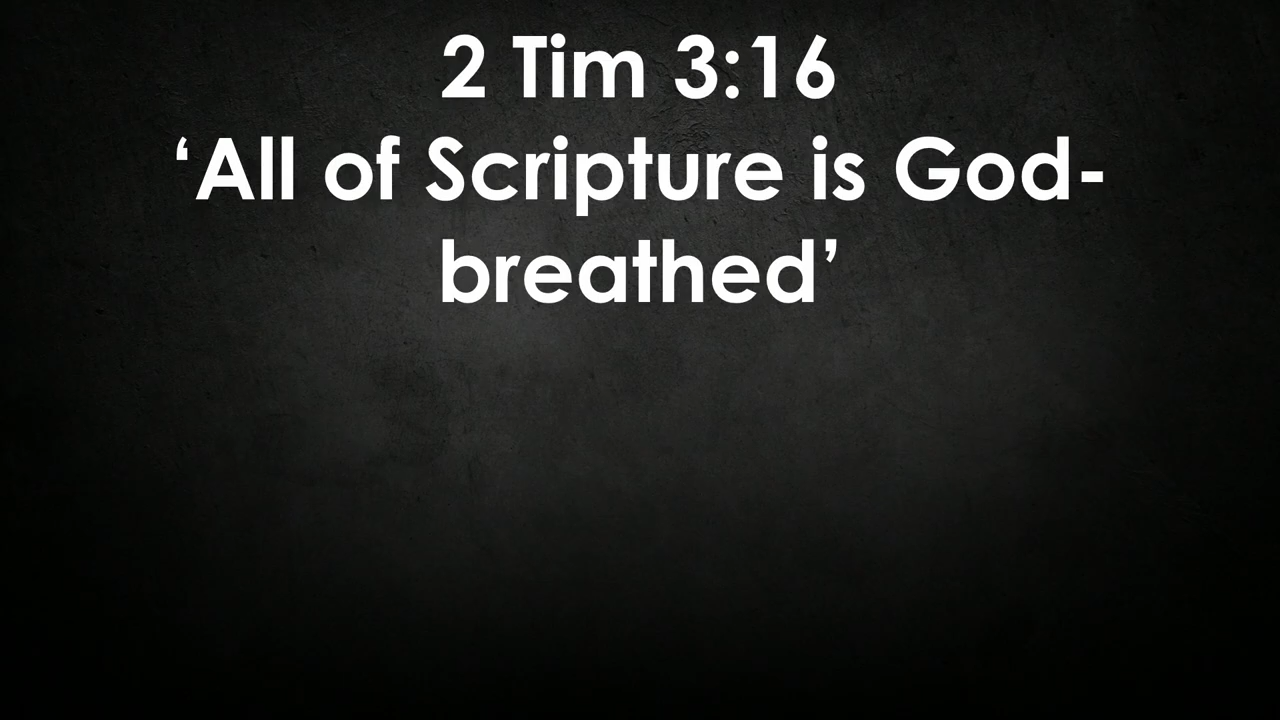 2 Tim 3:16
‘All of Scripture is God-
breathed’